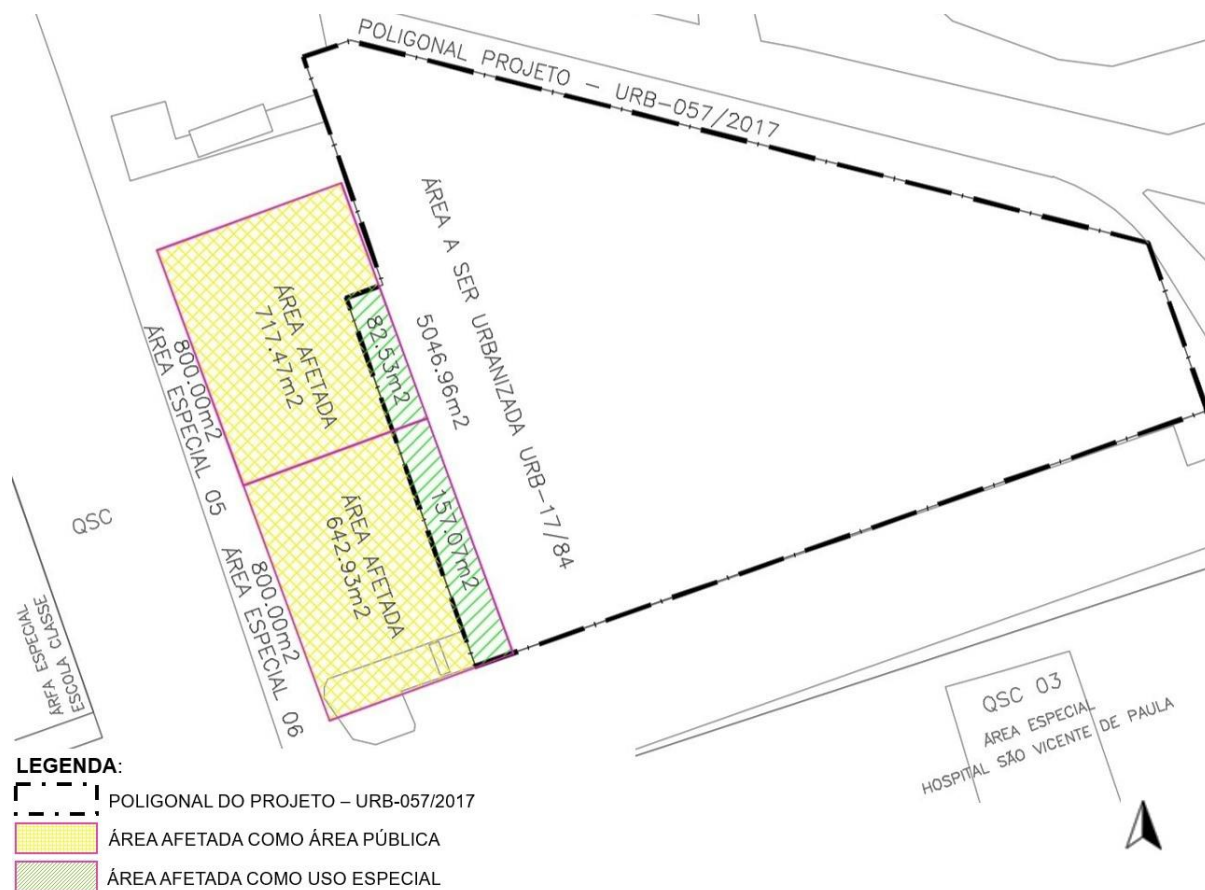 POLIGONAL PROJETO – URB-057/2017
ÁREA A SER URBANIZADA URB-17/84
5046.96m2
ÁREA AFETADA
717.47m2
82.53m2
800.00m2
ÁREA ESPECIAL 05
ÁREA AFETADA
642.93m2
157.07m2
800.00m2
ÁREA ESPECIAL 06
QSC
ÁREA ESPECIAL
ESCOLA CLASSE
QSC 03
ÁREA ESPECIAL
HOSPITAL SÃO VICENTE DE PAULA
LEGENDA:
POLIGONAL DO PROJETO – URB-057/2017
ÁREA AFETADA COMO ÁREA PÚBLICA
ÁREA AFETADA COMO USO ESPECIAL